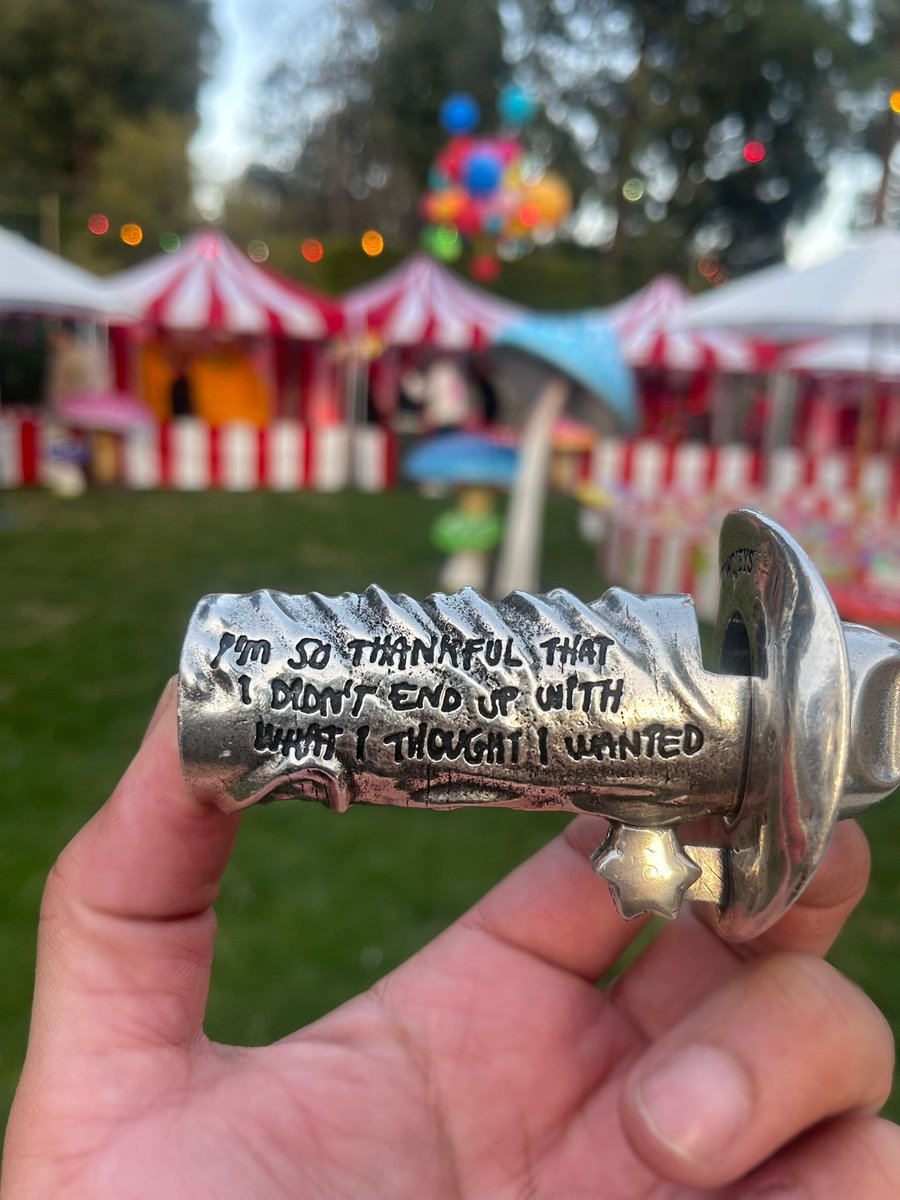 I'M SO THANKFUL THAT
I DIDN'T END UP WITH
WHAT I THOUGHT I WANTED